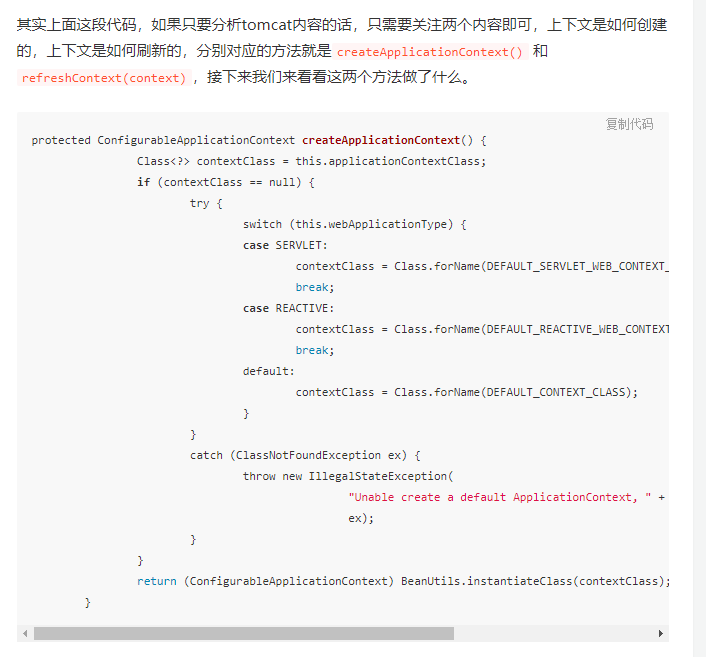 其实上面这段代码，如果只要分析tomcat内容的话，只需要关注两个内容即可，上下文是如何创建
的，上下文是如何刷新的，分别对应的方法就是 createApplicationContext() 和
refreshContext(context) ，接下来我们来看看这两个方法做了什么。
复制代码
protected ConfigurableApplicationContext createApplicationContext() {
Class<?> contextClass = this.applicationContextClass;
if (contextClass == null) {
try {
switch (this.webApplicationType) {
case SERVLET:
contextClass = Class.forName(DEFAULT_SERVLET_WEB_CONTEXT_
break;
case REACTIVE:
contextClass = Class.forName(DEFAULT_REACTIVE_WEB_CONTEXT
break;
default:
contextClass = Class.forName(DEFAULT_CONTEXT_CLASS);
}
}
catch (ClassNotFoundException ex) {
throw new IllegalStateException(
"Unable create a default ApplicationContext, " +
ex);
}
}
return (ConfigurableApplicationContext) BeanUtils.instantiateClass(contextClass);
}